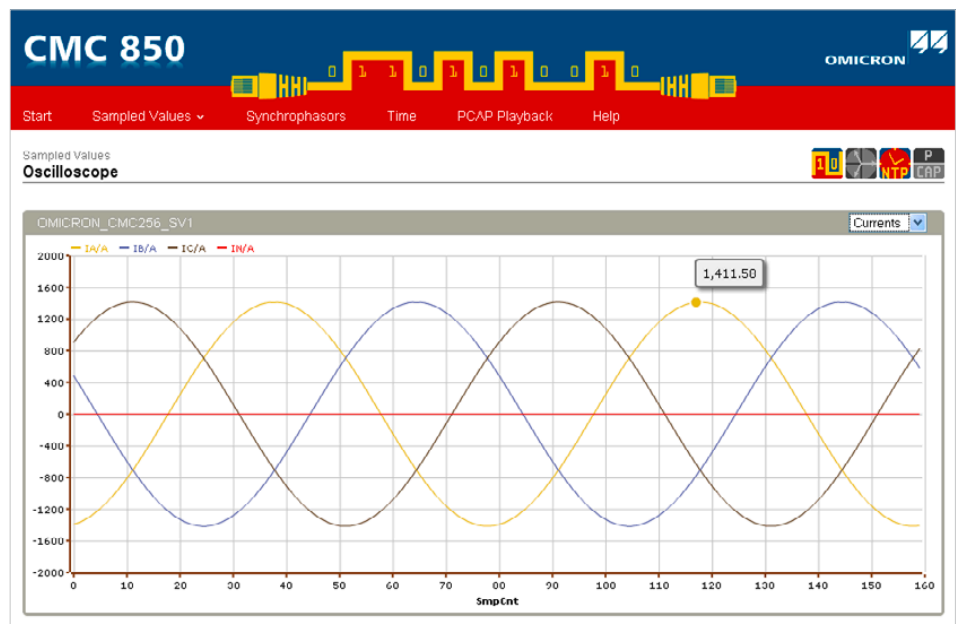 CMC 850
0 1 1 0 1 0 1 0 0 1 0
OMICRON
Start Sampled Values Synchrophasors Time PCAP Playback Help
Sampled Values
Oscilloscope
10 NTP P CAP
OMICRON_CMC256_SV1 Currents
IA/A IB/A IC/A IN/A
1,411.50
2000
1600
1200
800
400
0
-400
-800
-1200
-1600
-2000
0 10 20 30 40 50 60 70 80 90 100 110 120 130 140 150 160
SmpCnt